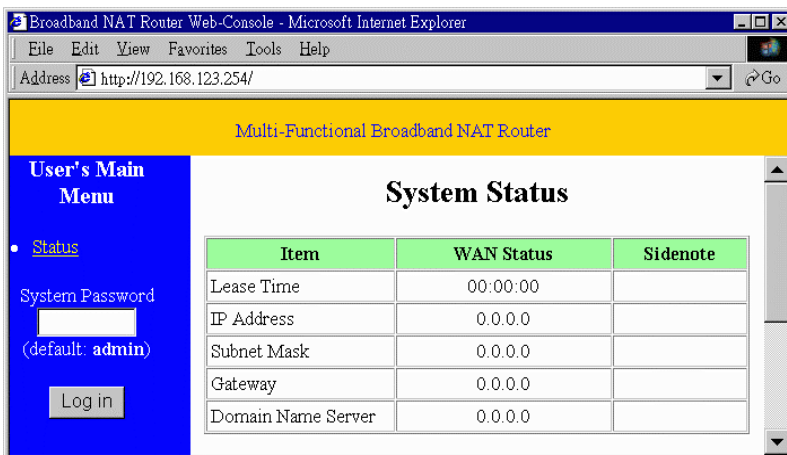 Broadband NAT Router Web-Console - Microsoft Internet Explorer
File Edit View Favorites Tools Help
Address http://192.168.123.254/ Go
Multi-Functional Broadband NAT Router
User's Main
Menu
Status
System Password
(default: admin)
Log in
System Status
Item WAN Status Sidenote
Lease Time 00:00:00
IP Address 0.0.0.0
Subnet Mask 0.0.0.0
Gateway 0.0.0.0
Domain Name Server 0.0.0.0